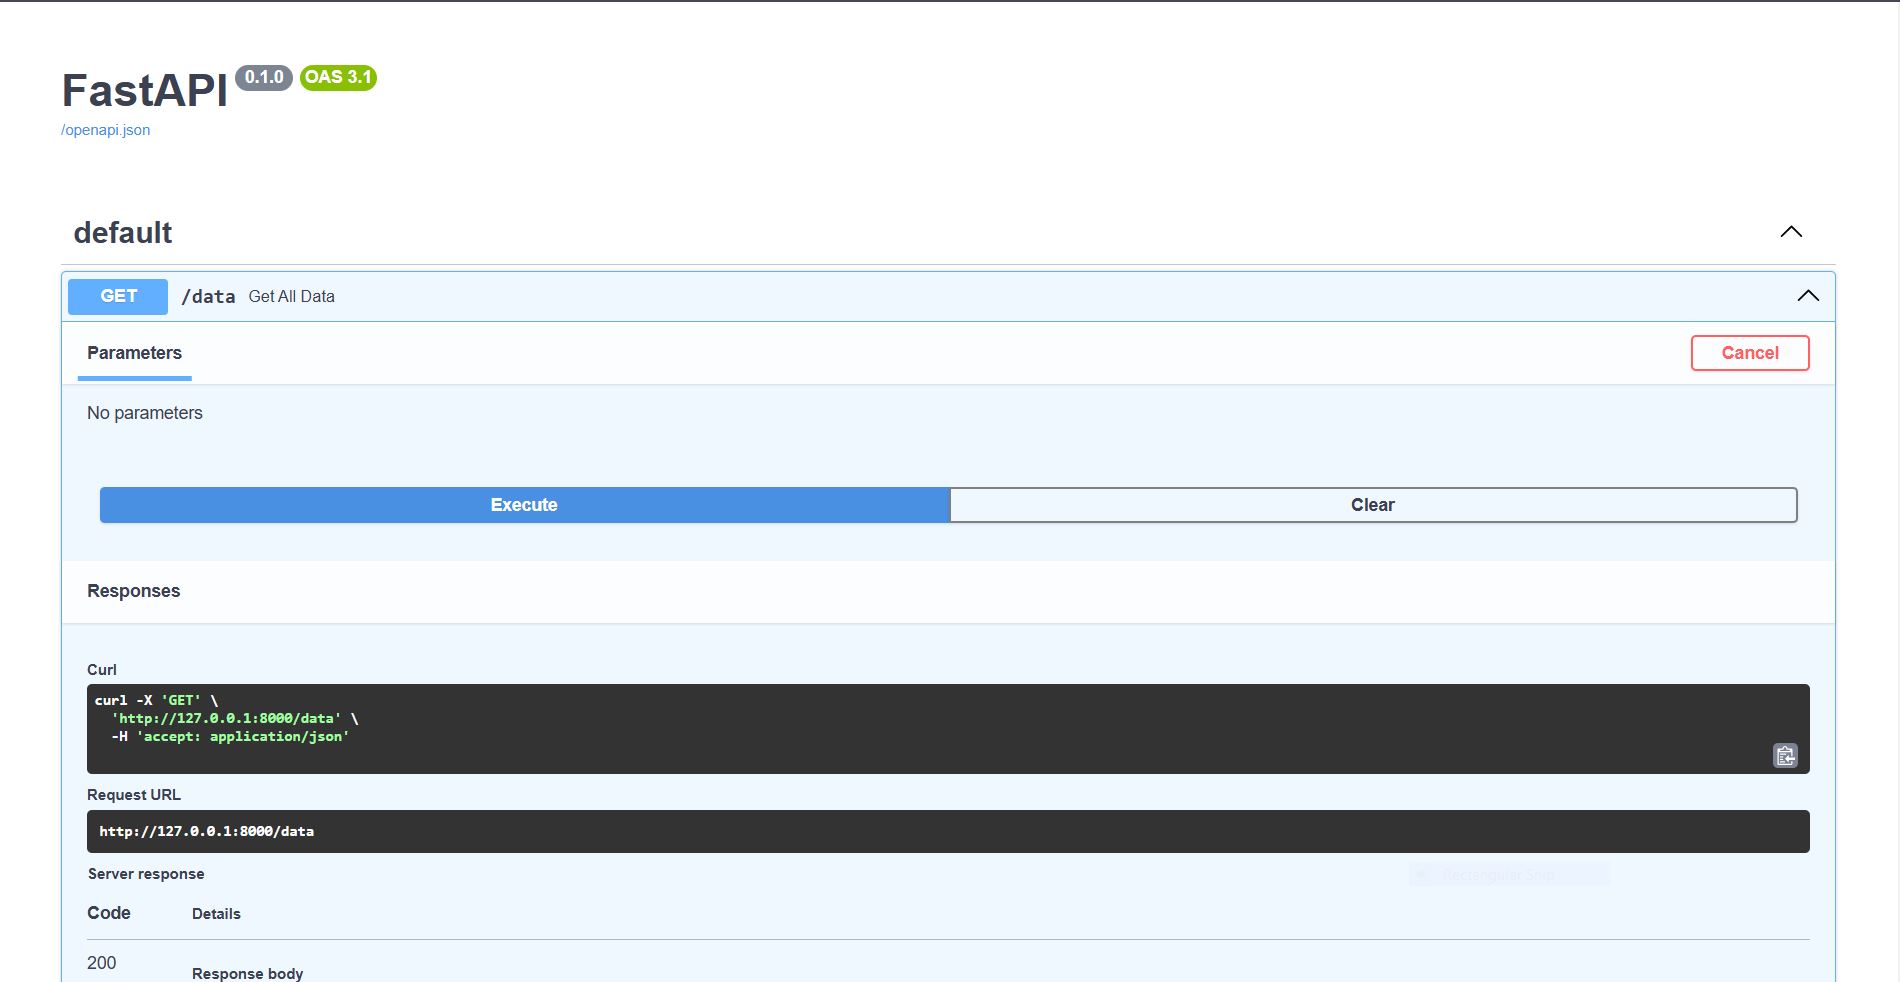 FastAPI 0.1.0 OAS 3.1
/openapi.json
default
GET /data Get All Data
Parameters
Cancel
No parameters
Execute
Clear
Responses
Curl
curl -X 'GET' \
'http://127.0.0.1:8000/data' \
-H 'accept: application/json'
Request URL
http://127.0.0.1:8000/data
Server response
Rectangular Snip
Code Details
200
Response body